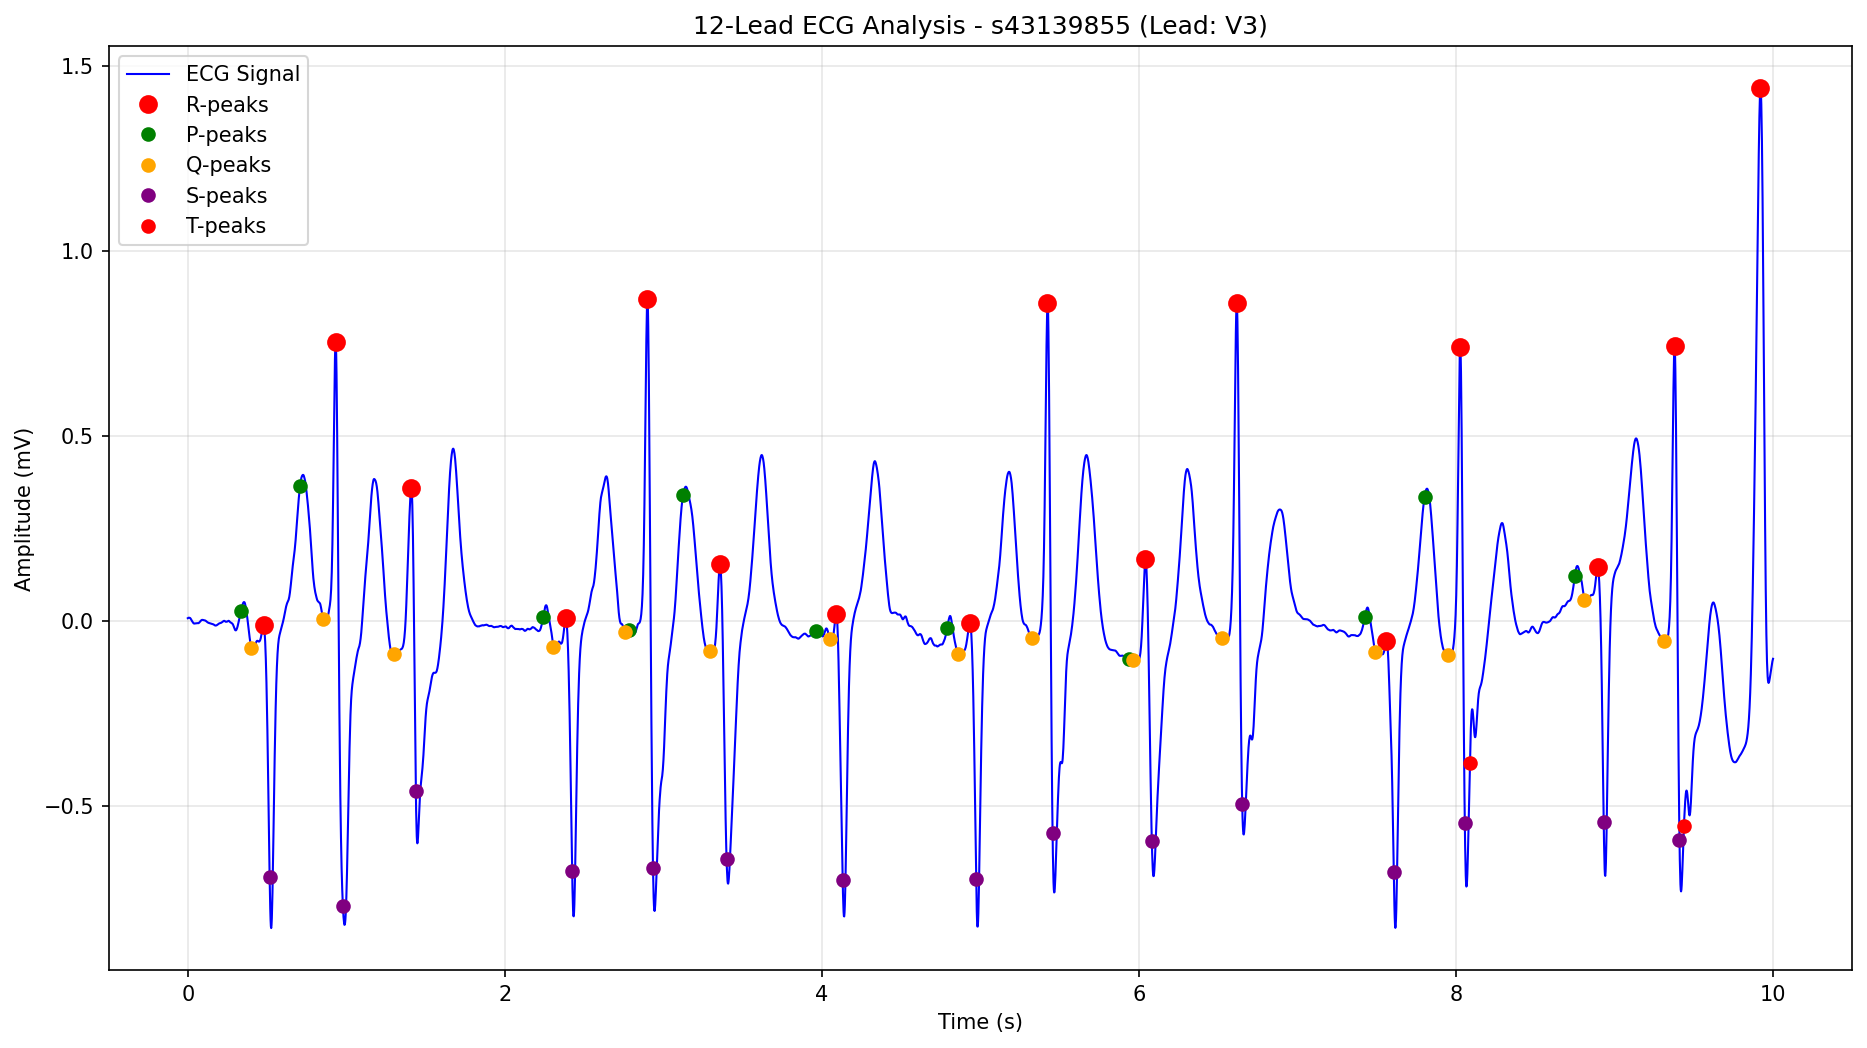 12-Lead ECG Analysis - s43139855 (Lead: V3)
ECG Signal
R-peaks
P-peaks
Q-peaks
S-peaks
T-peaks
1.5
1.0
0.5
0.0
−0.5
Amplitude (mV)
0 2 4 6 8 10
Time (s)